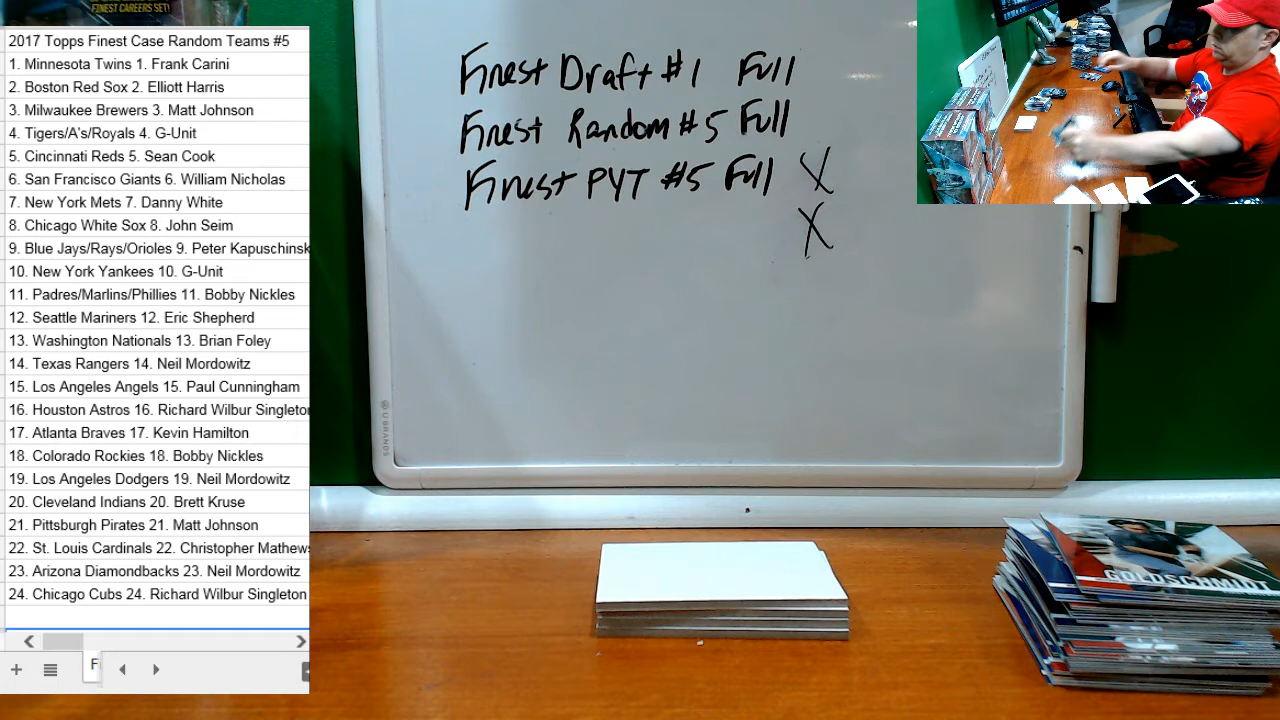 FINEST CAREERS SET!
2017 Topps Finest Case Random Teams #5
1. Minnesota Twins 1. Frank Carini
2. Boston Red Sox 2. Elliott Harris
3. Milwaukee Brewers 3. Matt Johnson
4. Tigers/A's/Royals 4. G-Unit
5. Cincinnati Reds 5. Sean Cook
6. San Francisco Giants 6. William Nicholas
7. New York Mets 7. Danny White
8. Chicago White Sox 8. John Seim
9. Blue Jays/Rays/Orioles 9. Peter Kapuschinsk
10. New York Yankees 10. G-Unit
11. Padres/Marlins/Phillies 11. Bobby Nickles
12. Seattle Mariners 12. Eric Shepherd
13. Washington Nationals 13. Brian Foley
14. Texas Rangers 14. Neil Mordowitz
15. Los Angeles Angels 15. Paul Cunningham
16. Houston Astros 16. Richard Wilbur Singleton
17. Atlanta Braves 17. Kevin Hamilton
18. Colorado Rockies 18. Bobby Nickles
19. Los Angeles Dodgers 19. Neil Mordowitz
20. Cleveland Indians 20. Brett Kruse
21. Pittsburgh Pirates 21. Matt Johnson
22. St. Louis Cardinals 22. Christopher Mathews
23. Arizona Diamondbacks 23. Neil Mordowitz
24. Chicago Cubs 24. Richard Wilbur Singleton
F
Finest Draft #1 Full
Finest Random #5 Full
Finest PYT #5 Full X
X
U BRANDS
GOLDSCHMIDT